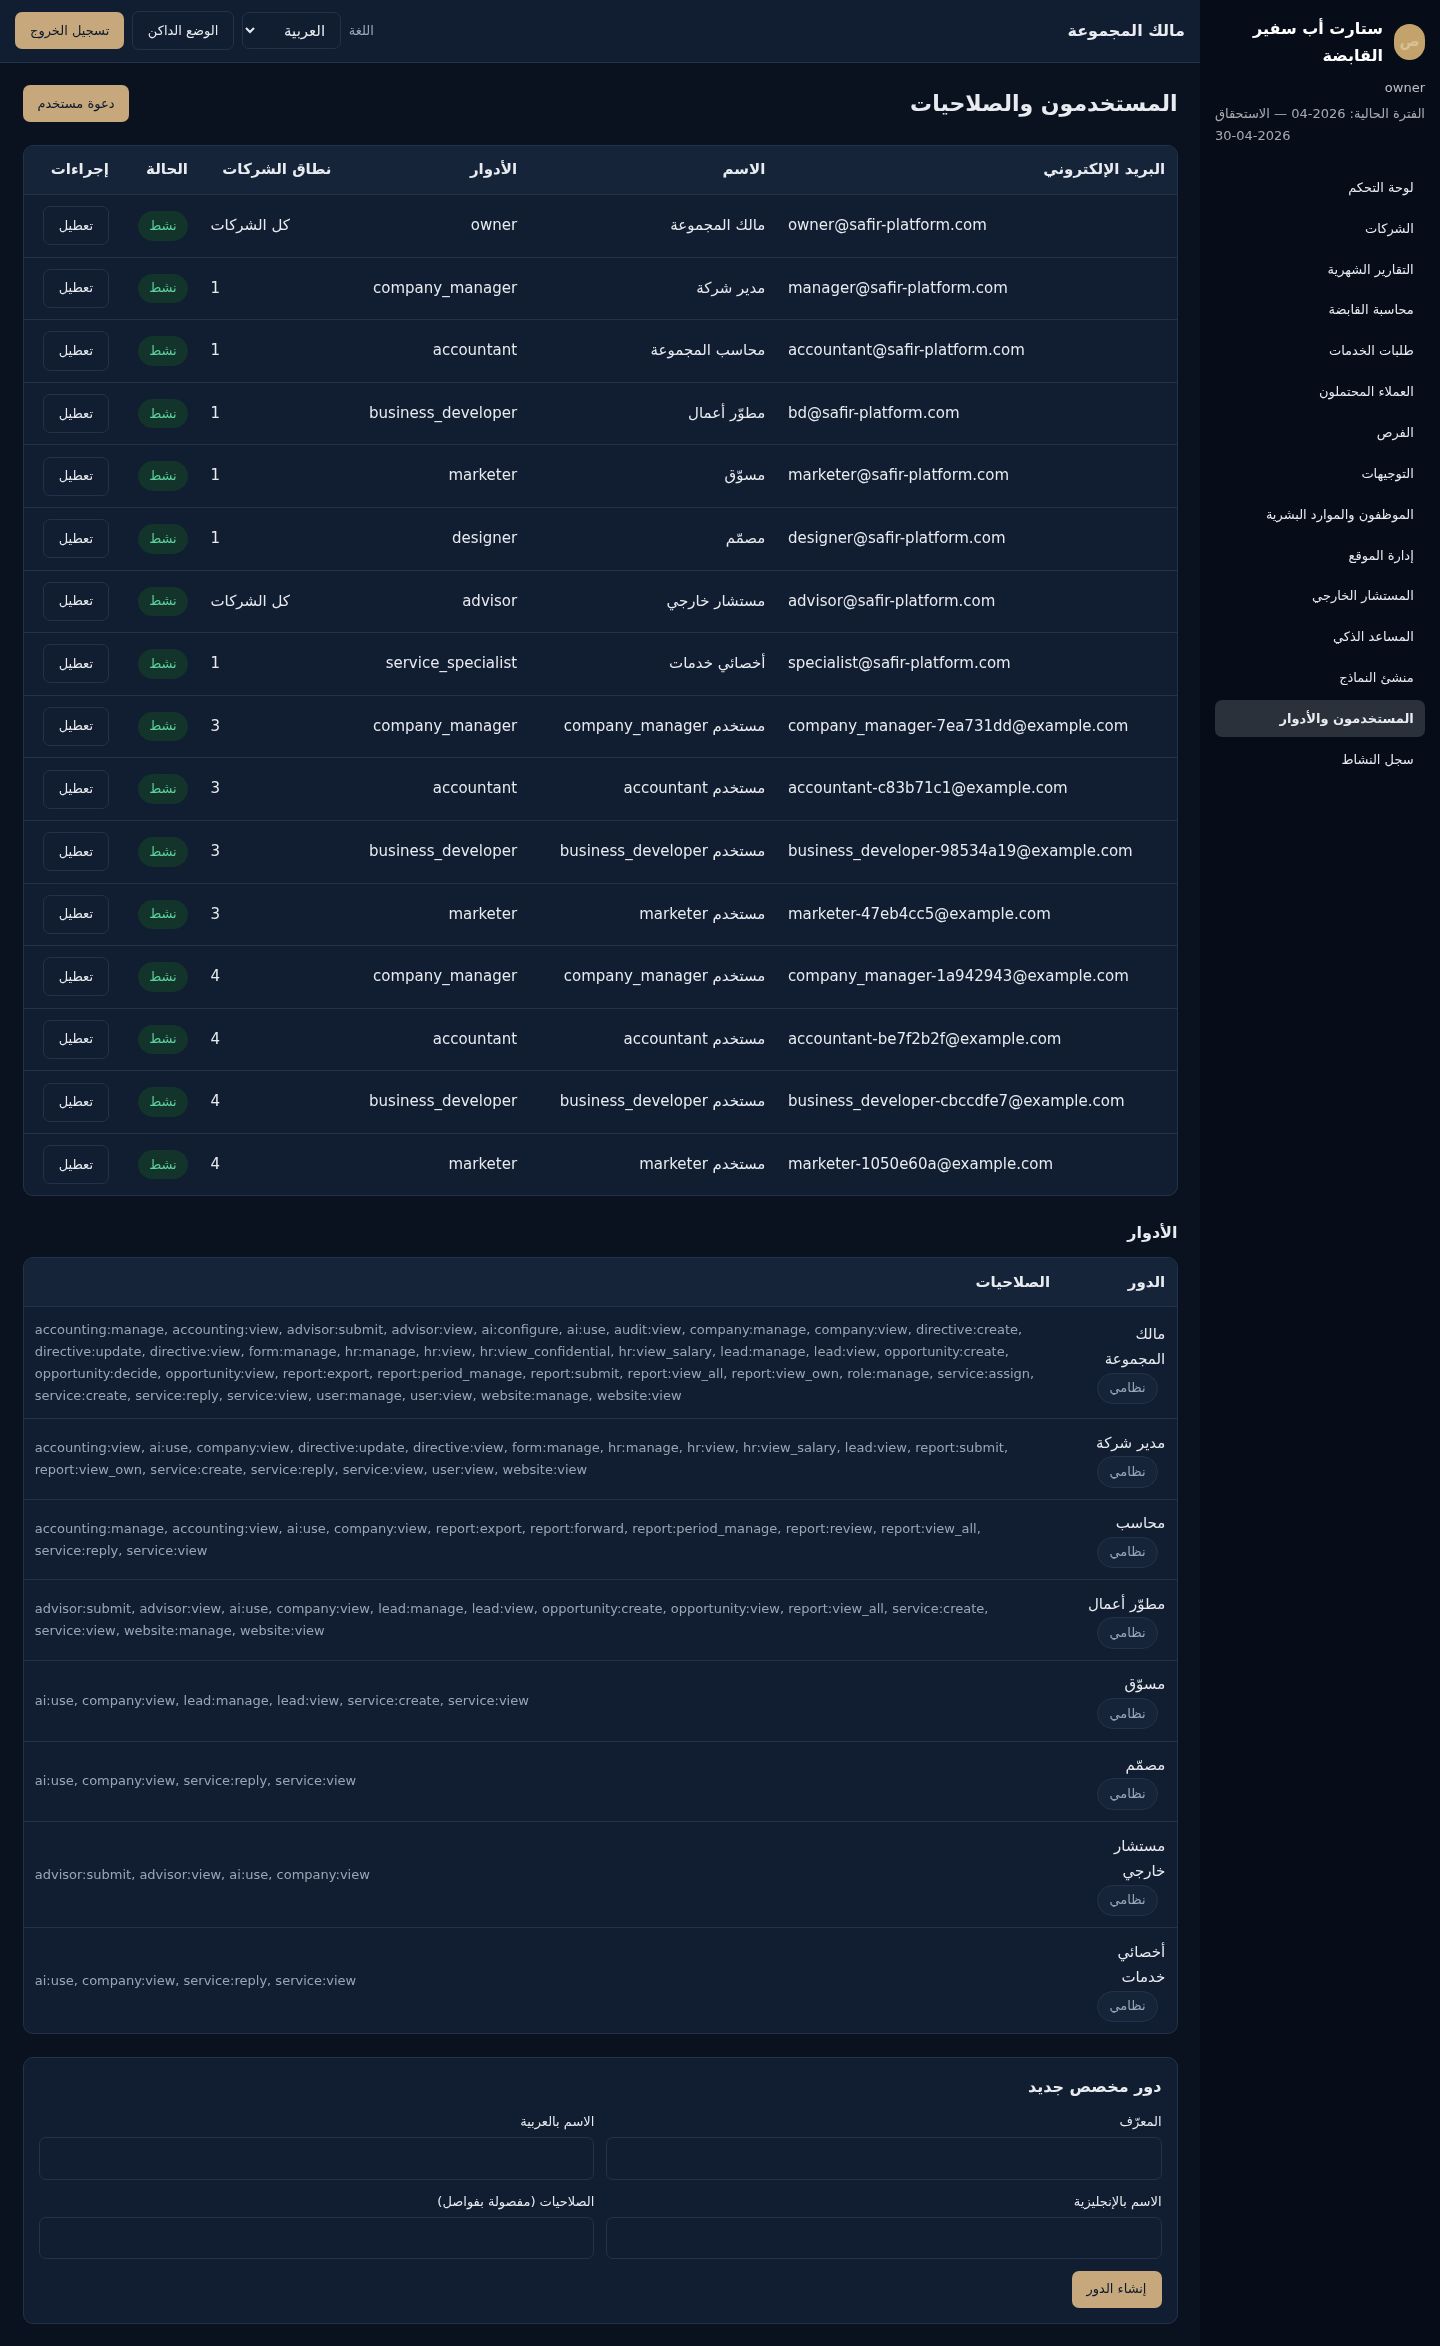 ص
ستارت أب سفير
القابضة
owner
الفترة الحالية: 2026-04 — الاستحقاق
2026-04-30
لوحة التحكم
الشركات
التقارير الشهرية
محاسبة القابضة
طلبات الخدمات
العملاء المحتملون
الفرص
التوجيهات
الموظفون والموارد البشرية
إدارة الموقع
المستشار الخارجي
المساعد الذكي
منشئ النماذج
المستخدمون والأدوار
سجل النشاط
مالك المجموعة اللغة العربية الوضع الداكن تسجيل الخروج
المستخدمون والصلاحيات دعوة مستخدم
البريد الإلكتروني الاسم الأدوار نطاق الشركات الحالة إجراءات
owner@safir-platform.com مالك المجموعة owner كل الشركات نشط تعطيل
manager@safir-platform.com مدير شركة company_manager 1 نشط تعطيل
accountant@safir-platform.com محاسب المجموعة accountant 1 نشط تعطيل
bd@safir-platform.com مطوّر أعمال business_developer 1 نشط تعطيل
marketer@safir-platform.com مسوّق marketer 1 نشط تعطيل
designer@safir-platform.com مصمّم designer 1 نشط تعطيل
advisor@safir-platform.com مستشار خارجي advisor كل الشركات نشط تعطيل
specialist@safir-platform.com أخصائي خدمات service_specialist 1 نشط تعطيل
company_manager-7ea731dd@example.com مستخدم company_manager company_manager 3 نشط تعطيل
accountant-c83b71c1@example.com مستخدم accountant accountant 3 نشط تعطيل
business_developer-98534a19@example.com مستخدم business_developer business_developer 3 نشط تعطيل
marketer-47eb4cc5@example.com مستخدم marketer marketer 3 نشط تعطيل
company_manager-1a942943@example.com مستخدم company_manager company_manager 4 نشط تعطيل
accountant-be7f2b2f@example.com مستخدم accountant accountant 4 نشط تعطيل
business_developer-cbccdfe7@example.com مستخدم business_developer business_developer 4 نشط تعطيل
marketer-1050e60a@example.com مستخدم marketer marketer 4 نشط تعطيل
الأدوار
الدور الصلاحيات
مالك
المجموعة
نظامي
accounting:manage, accounting:view, advisor:submit, advisor:view, ai:configure, ai:use, audit:view, company:manage, company:view, directive:create,
directive:update, directive:view, form:manage, hr:manage, hr:view, hr:view_confidential, hr:view_salary, lead:manage, lead:view, opportunity:create,
opportunity:decide, opportunity:view, report:export, report:period_manage, report:submit, report:view_all, report:view_own, role:manage, service:assign,
service:create, service:reply, service:view, user:manage, user:view, website:manage, website:view
مدير شركة
نظامي
accounting:view, ai:use, company:view, directive:update, directive:view, form:manage, hr:manage, hr:view, hr:view_salary, lead:view, report:submit,
report:view_own, service:create, service:reply, service:view, user:view, website:view
محاسب
نظامي
accounting:manage, accounting:view, ai:use, company:view, report:export, report:forward, report:period_manage, report:review, report:view_all,
service:reply, service:view
مطوّر أعمال
نظامي
advisor:submit, advisor:view, ai:use, company:view, lead:manage, lead:view, opportunity:create, opportunity:view, report:view_all, service:create,
service:view, website:manage, website:view
مسوّق
نظامي
ai:use, company:view, lead:manage, lead:view, service:create, service:view
مصمّم
نظامي
ai:use, company:view, service:reply, service:view
مستشار
خارجي
نظامي
advisor:submit, advisor:view, ai:use, company:view
أخصائي
خدمات
نظامي
ai:use, company:view, service:reply, service:view
دور مخصص جديد
المعرّف الاسم بالعربية
الاسم بالإنجليزية الصلاحيات (مفصولة بفواصل)
إنشاء الدور